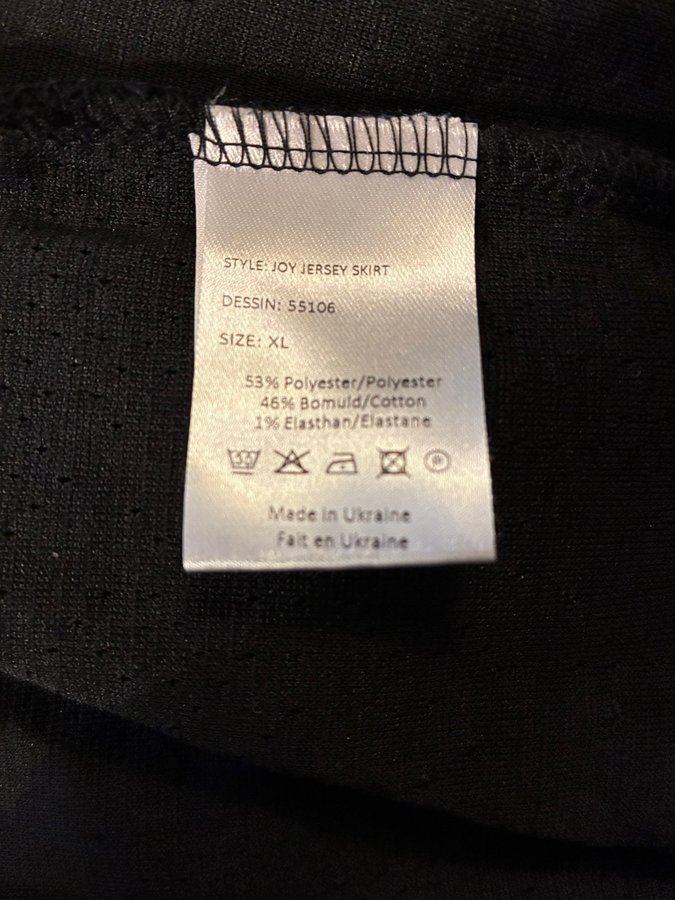 STYLE: JOY JERSEY SKIRT
DESSIN: 55106
SIZE: XL
53% Polyester/Polyester
46% Bomuld/Cotton
1% Elasthan/Elastane
Made in Ukraine
Fait en Ukraine